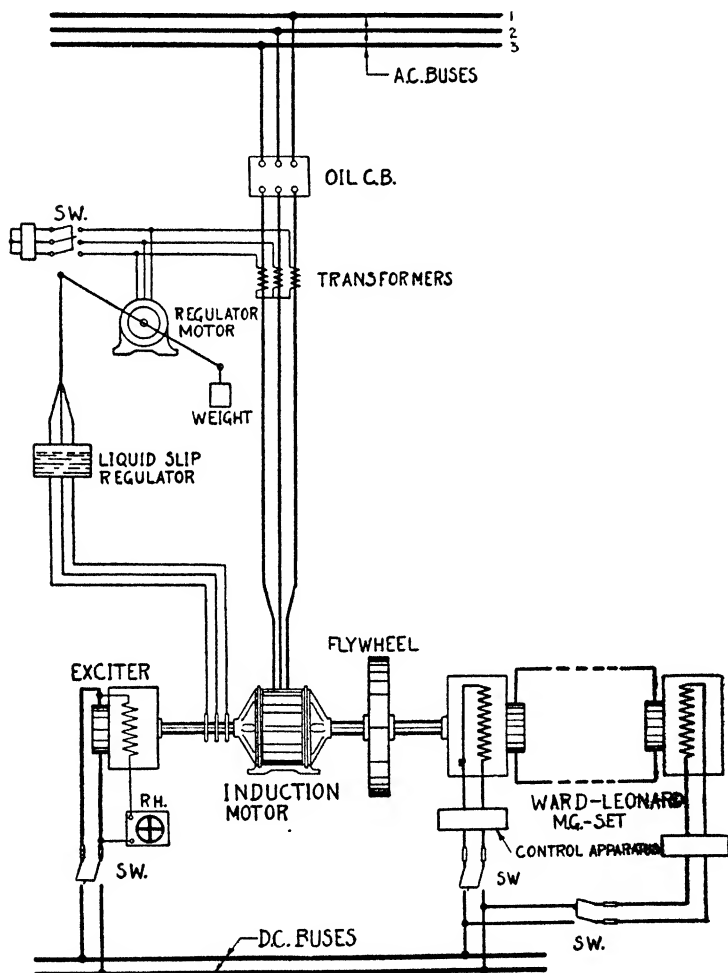 1
2
3
A.C. BUSES
OIL C.B.
SW.
TRANSFORMERS
REGULATOR
MOTOR
WEIGHT
LIQUID SLIP
REGULATOR
FLYWHEEL
EXCITER
INDUCTION
MOTOR
RH.
WARD-LEONARD
M.G.-SET
CONTROL APPARATUS
SW.
SW
SW.
D.C. BUSES